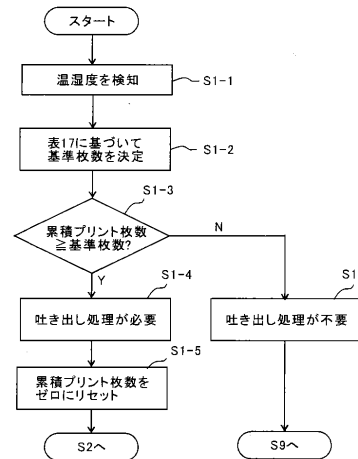 スタート
温湿度を検知
S1-1
表17に基づいて
基準枚数を決定
S1-2
S1-3
累積プリント枚数
≧基準枚数?
N
Y
S1-4
S1
吐き出し処理が必要
吐き出し処理が不要
S1-5
累積プリント枚数を
ゼロにリセット
S2へ
S9へ